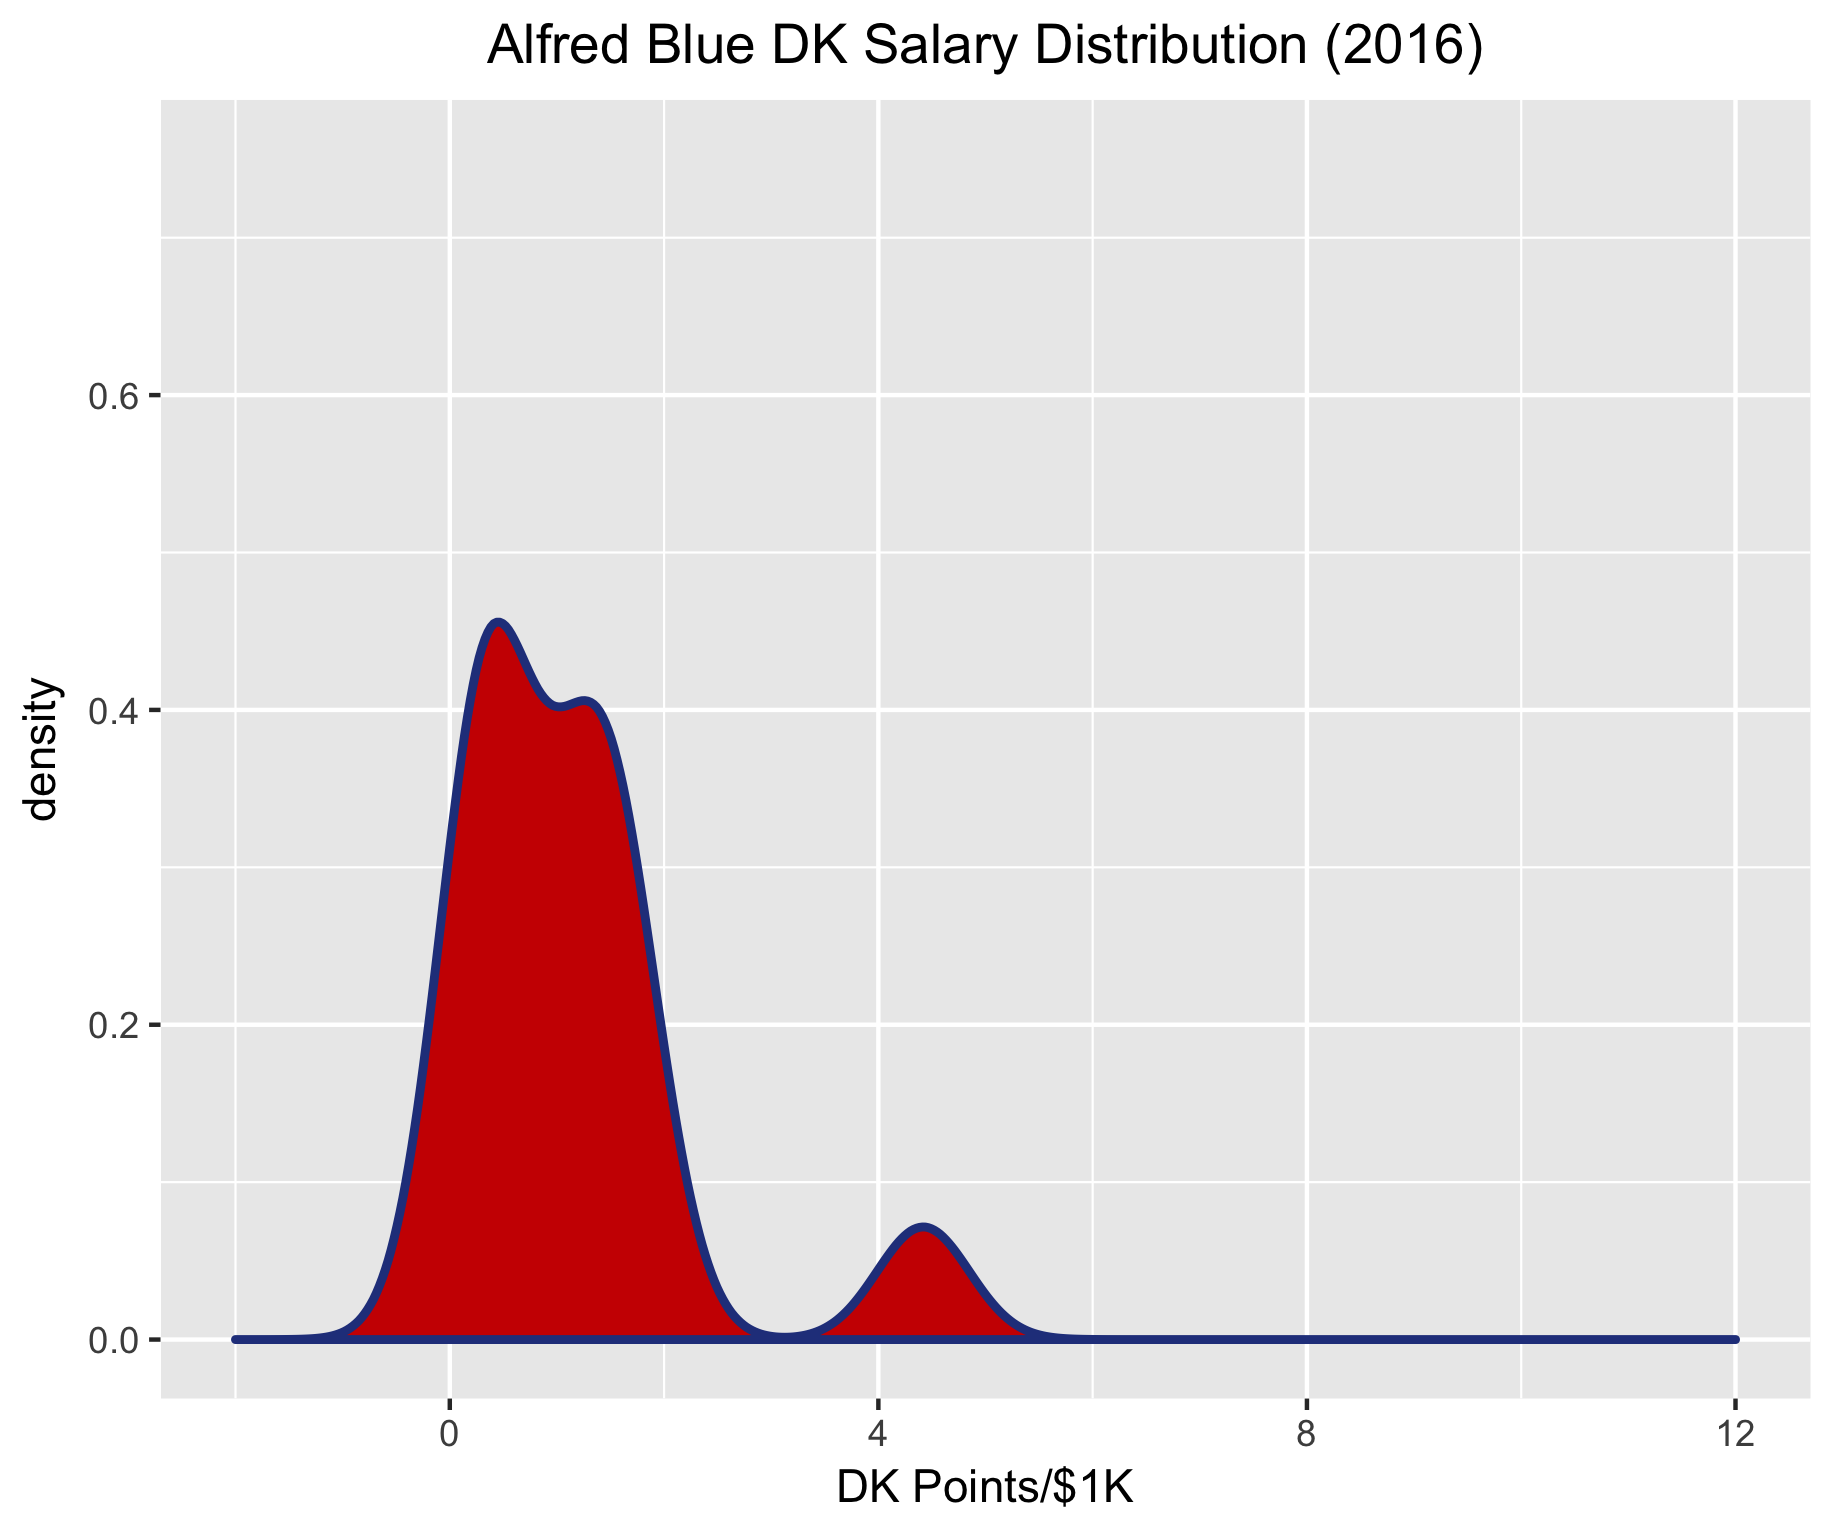 Alfred Blue DK Salary Distribution (2016)
0.6
0.4
0.2
0.0
density
0 4 8 12
DK Points/$1K